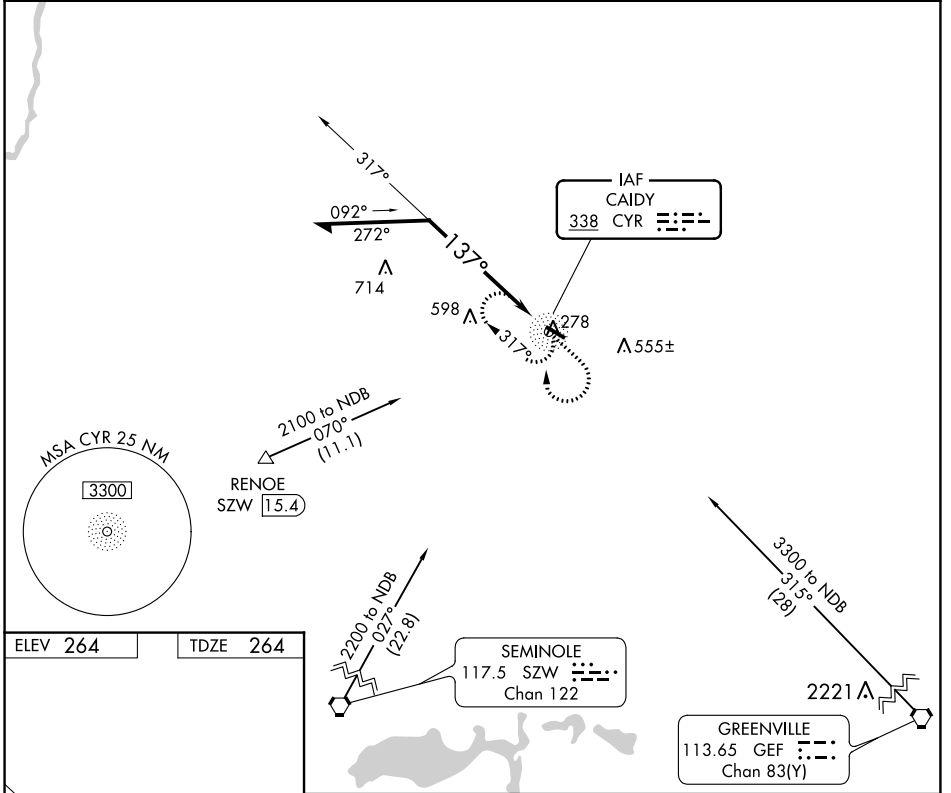 317°
092°
272°
137°
714
598
317°
278
555±
IAF
CAIDY
338 CYR
2100 to NDB
070°
(11.1)
RENOE
SZW 15.4
MSA CYR 25 NM
3300
2200 to NDB
027°
(22.8)
3300 to NDB
315°
(28)
ELEV 264
TDZE 264
SEMINOLE
117.5 SZW
Chan 122
2221
GREENVILLE
113.65 GEF
Chan 83(Y)